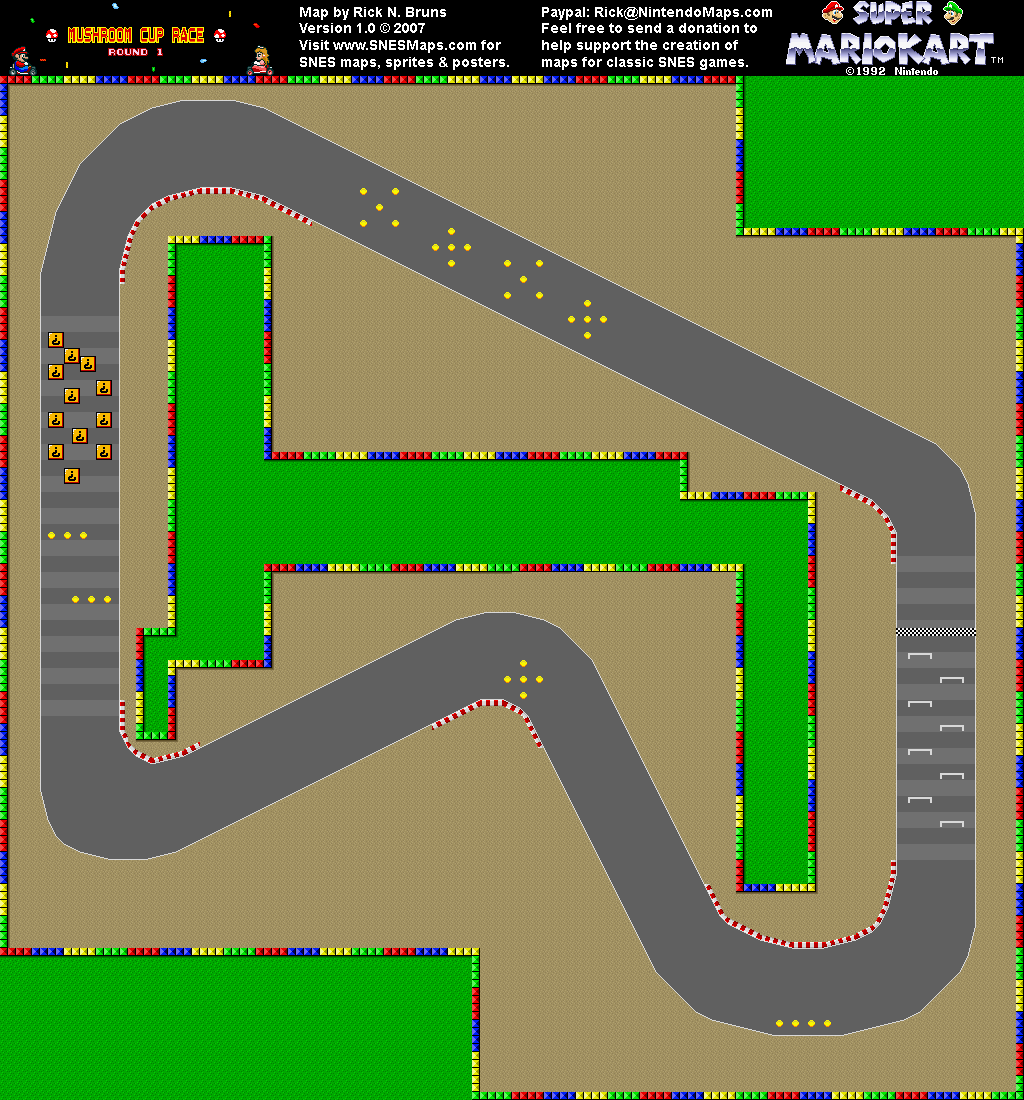 MUSHROOM CUP RACE
ROUND 1
Map by Rick N. Bruns
Version 1.0 © 2007
Visit www.SNESMaps.com for
SNES maps, sprites & posters.
Paypal: Rick@NintendoMaps.com
Feel free to send a donation to
help support the creation of
maps for classic SNES games.
SUPER
MARIOKART™
©1992 Nintendo